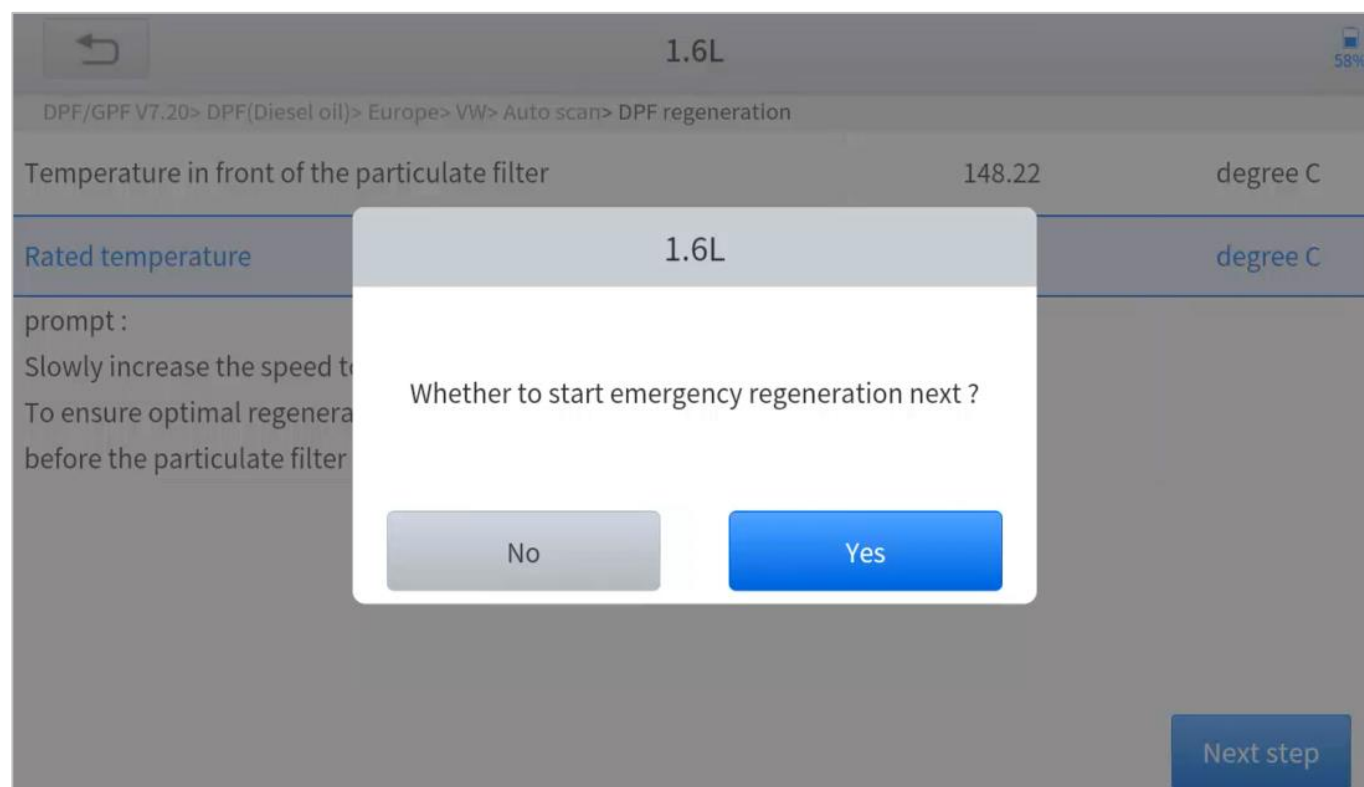 1.6L
58%
DPF/GPF V7.20> DPF(Diesel oil)> Europe> VW> Auto scan> DPF regeneration
Temperature in front of the particulate filter 148.22 degree C
Rated temperature degree C
prompt :
Slowly increase the speed
To ensure optimal
before the particulate filter
1.6L
Whether to start emergency regeneration next ?
No Yes
Next step